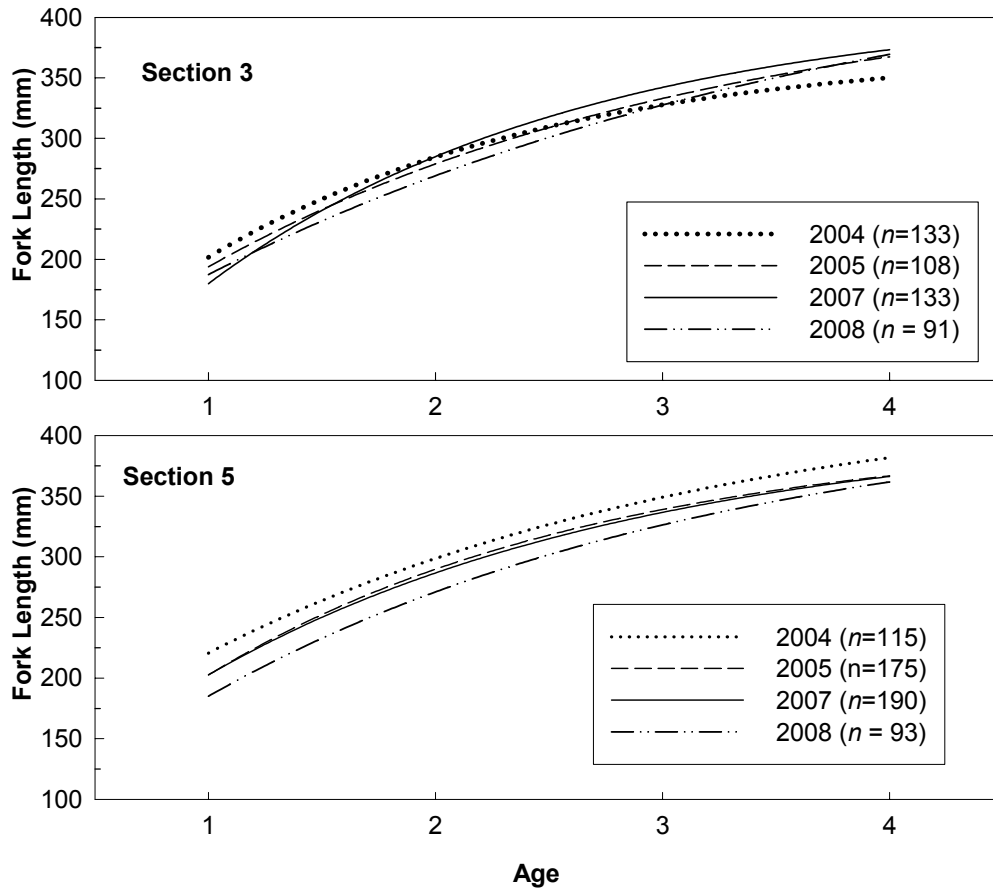 400
350
300
250
200
150
100
Fork Length (mm)
Section 3
2004 (n=133)
2005 (n=108)
2007 (n=133)
2008 (n = 91)
1 2 3 4
400
350
300
250
200
150
100
Fork Length (mm)
Section 5
2004 (n=115)
2005 (n=175)
2007 (n=190)
2008 (n = 93)
1 2 3 4
Age